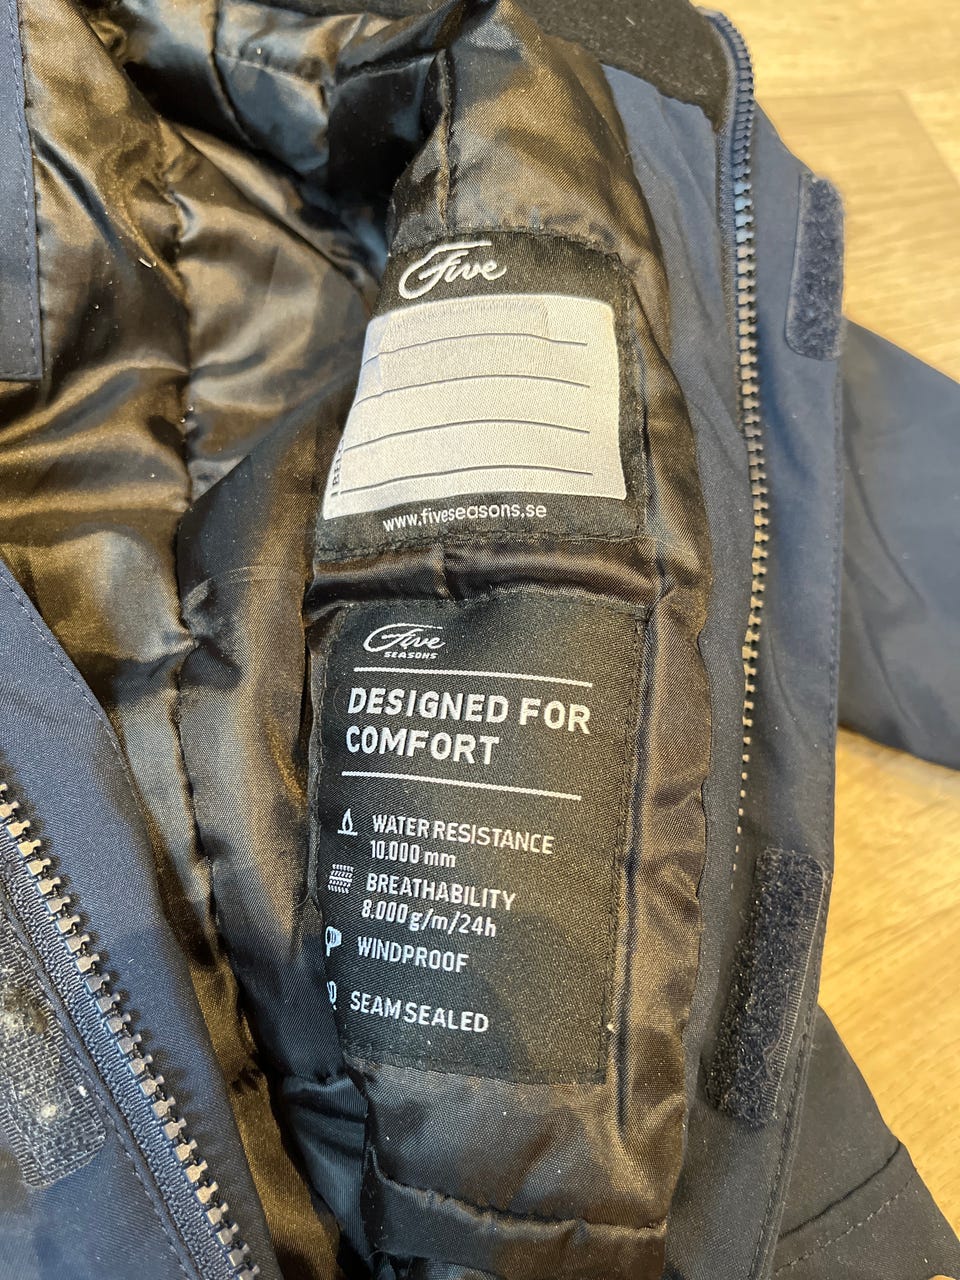 Five
www.fiveseasons.se
Five
SEASONS
DESIGNED FOR
COMFORT
WATER RESISTANCE
10.000 mm
BREATHABILITY
8.000 g/m/24h
WINDPROOF
SEAM SEALED